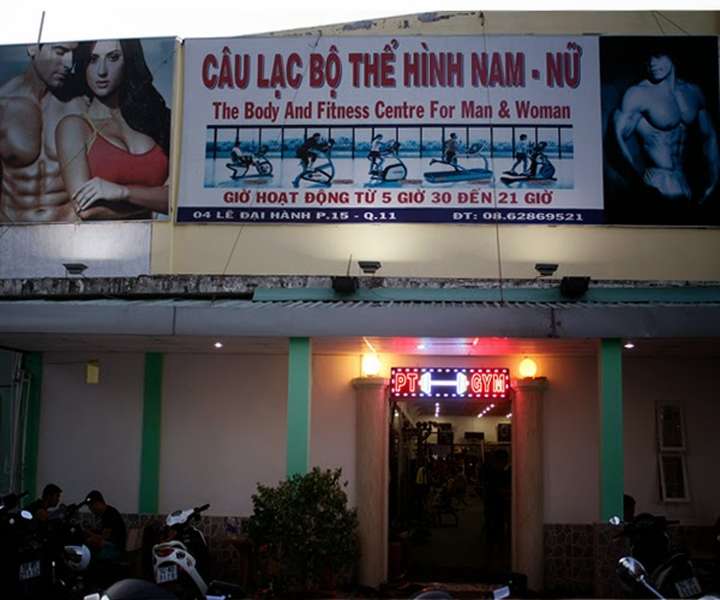 CÂU LẠC BỘ THỂ HÌNH NAM - NỮ
The Body And Fitness Centre For Man & Woman
GIỜ HOẠT ĐỘNG TỪ 5 GIỜ 30 ĐẾN 21 GIỜ
04 LÊ ĐẠI HÀNH P.15 - Q.11 ĐT: 08.62869521
PT GYM